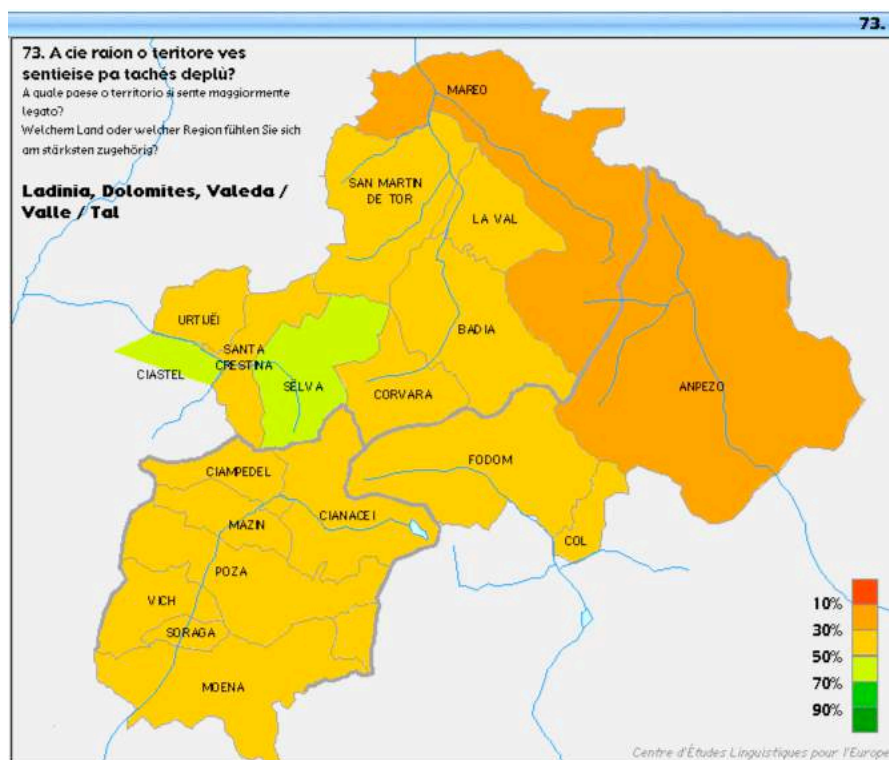 73.
73. A cie raion o teritore ves
sentieise pa tachés deplù?
A quale paese o territorio si sente maggiormente
legato?
Welchem Land oder welcher Region fühlen Sie sich
am stärksten zugehörig?
Ladinia, Dolomites, Valeda /
Valle / Tal
MAREO
SAN MARTIN
DE TOR
LA VAL
URTIJËI
SANTA
CRESTINA
BADIA
CIASTEL
SËLVA
CORVARA
ANPEZO
FODOM
CIAMPEDEL
CIANACEI
MAZIN
COL
POZA
VICH
SORAGA
MOENA
10%
30%
50%
70%
90%
Centre d'Études Linguistiques pour l'Europe